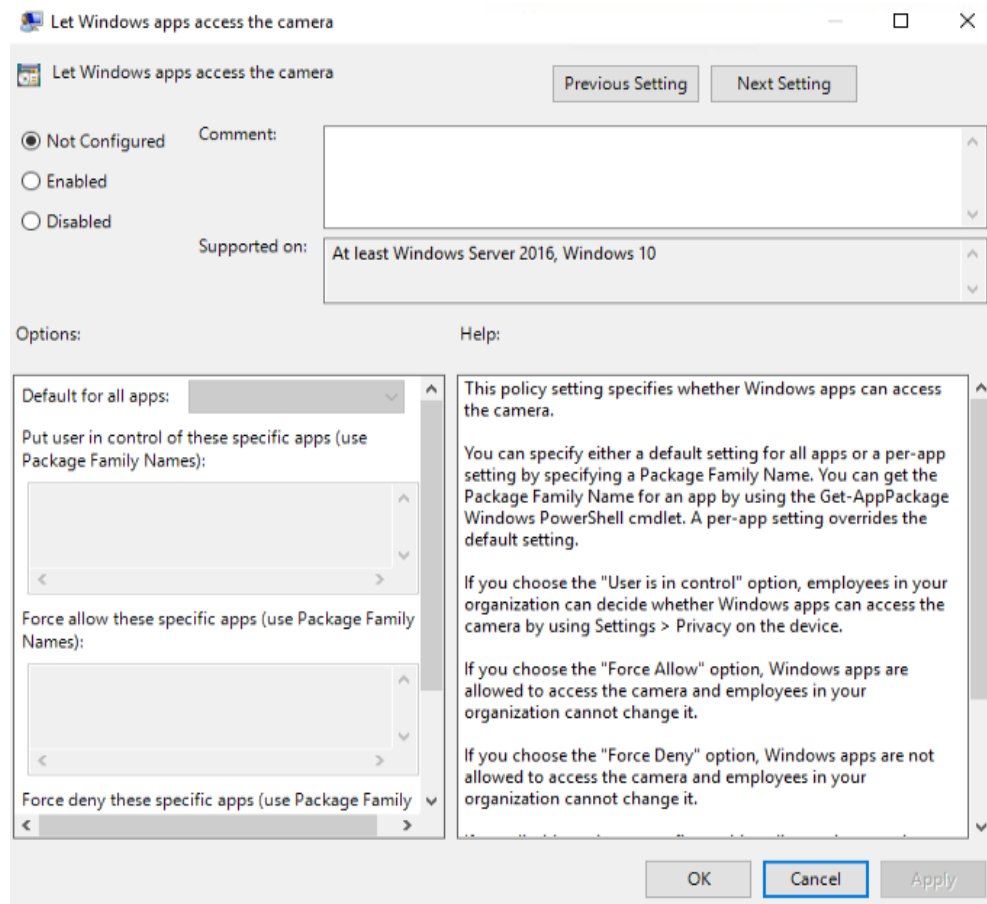 Let Windows apps access the camera
Let Windows apps access the camera
Previous Setting
Next Setting
Not Configured
Comment:
Enabled
Disabled
Supported on:
At least Windows Server 2016, Windows 10
Options:
Help:
Default for all apps:
Put user in control of these specific apps (use
Package Family Names):
Force allow these specific apps (use Package Family
Names):
Force deny these specific apps (use Package Family
This policy setting specifies whether Windows apps can access
the camera.
You can specify either a default setting for all apps or a per-app
setting by specifying a Package Family Name. You can get the
Package Family Name for an app by using the Get-AppPackage
Windows PowerShell cmdlet. A per-app setting overrides the
default setting.
If you choose the "User is in control" option, employees in your
organization can decide whether Windows apps can access the
camera by using Settings > Privacy on the device.
If you choose the "Force Allow" option, Windows apps are
allowed to access the camera and employees in your
organization cannot change it.
If you choose the "Force Deny" option, Windows apps are not
allowed to access the camera and employees in your
organization cannot change it.
OK
Cancel
Apply